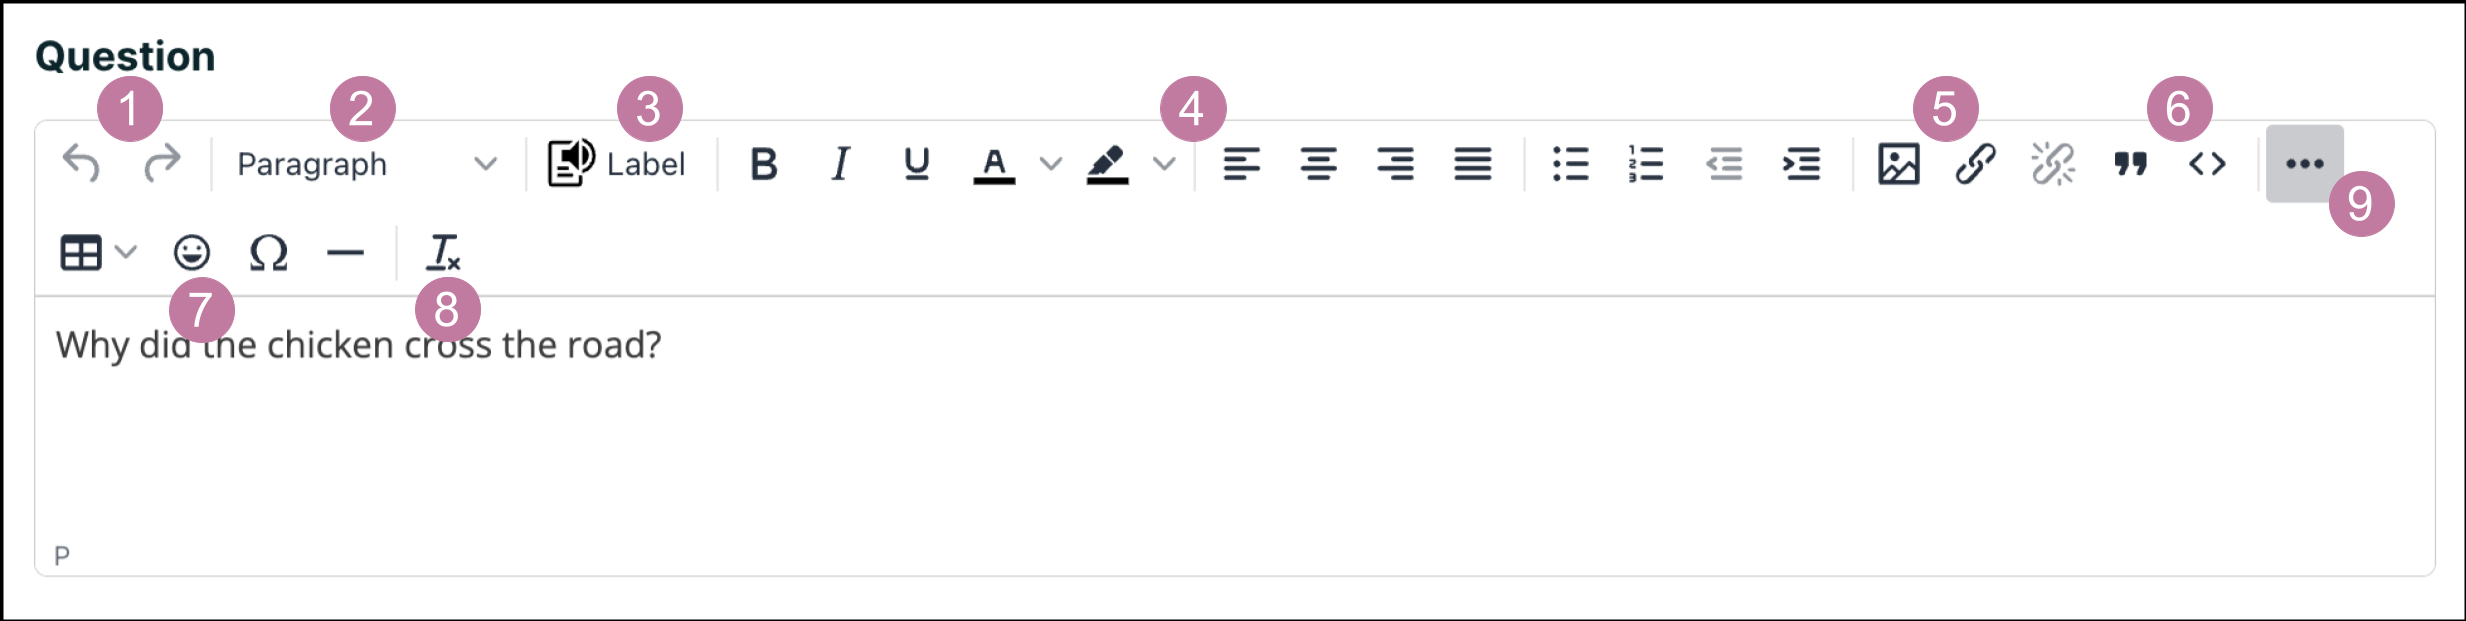 Question
1 2 3 4 5 6
Paragraph Label B I U A
9
7 8
Why did the chicken cross the road?
P